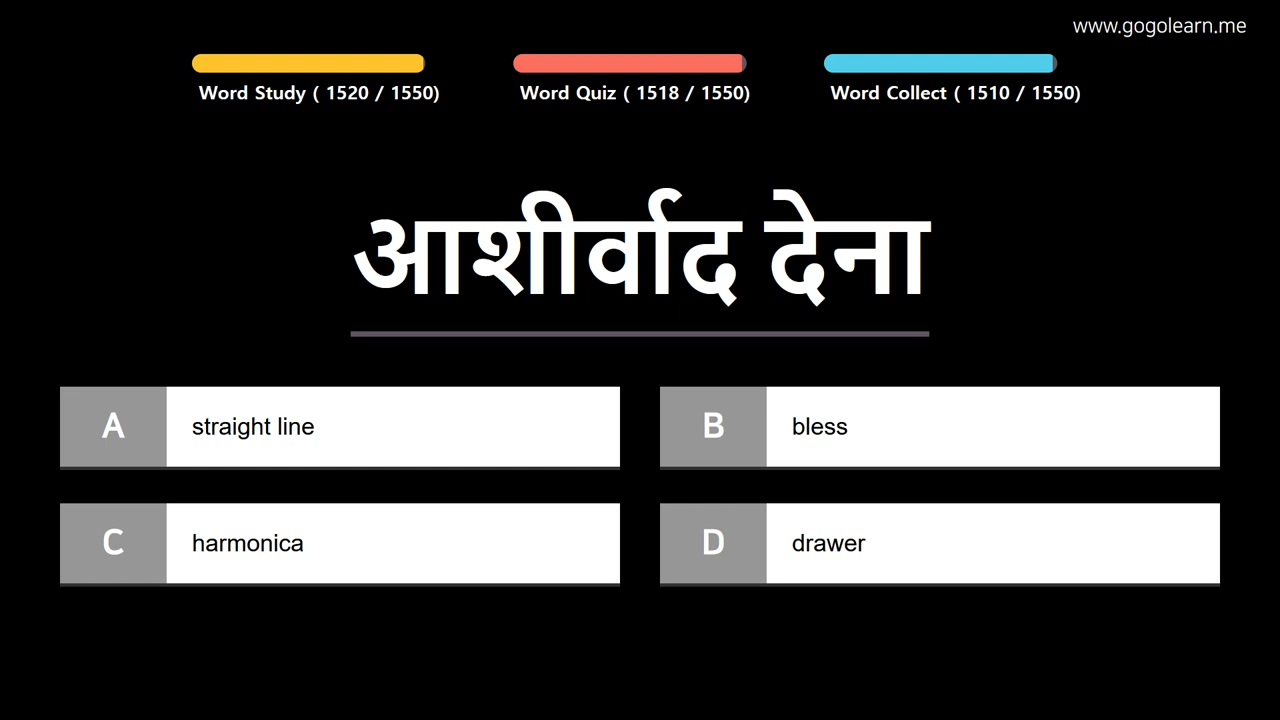 www.gogolearn.me
Word Study ( 1520 / 1550)
Word Quiz ( 1518 / 1550)
Word Collect ( 1510 / 1550)
आशीर्वाद देना
A
straight line
B
bless
C
harmonica
D
drawer